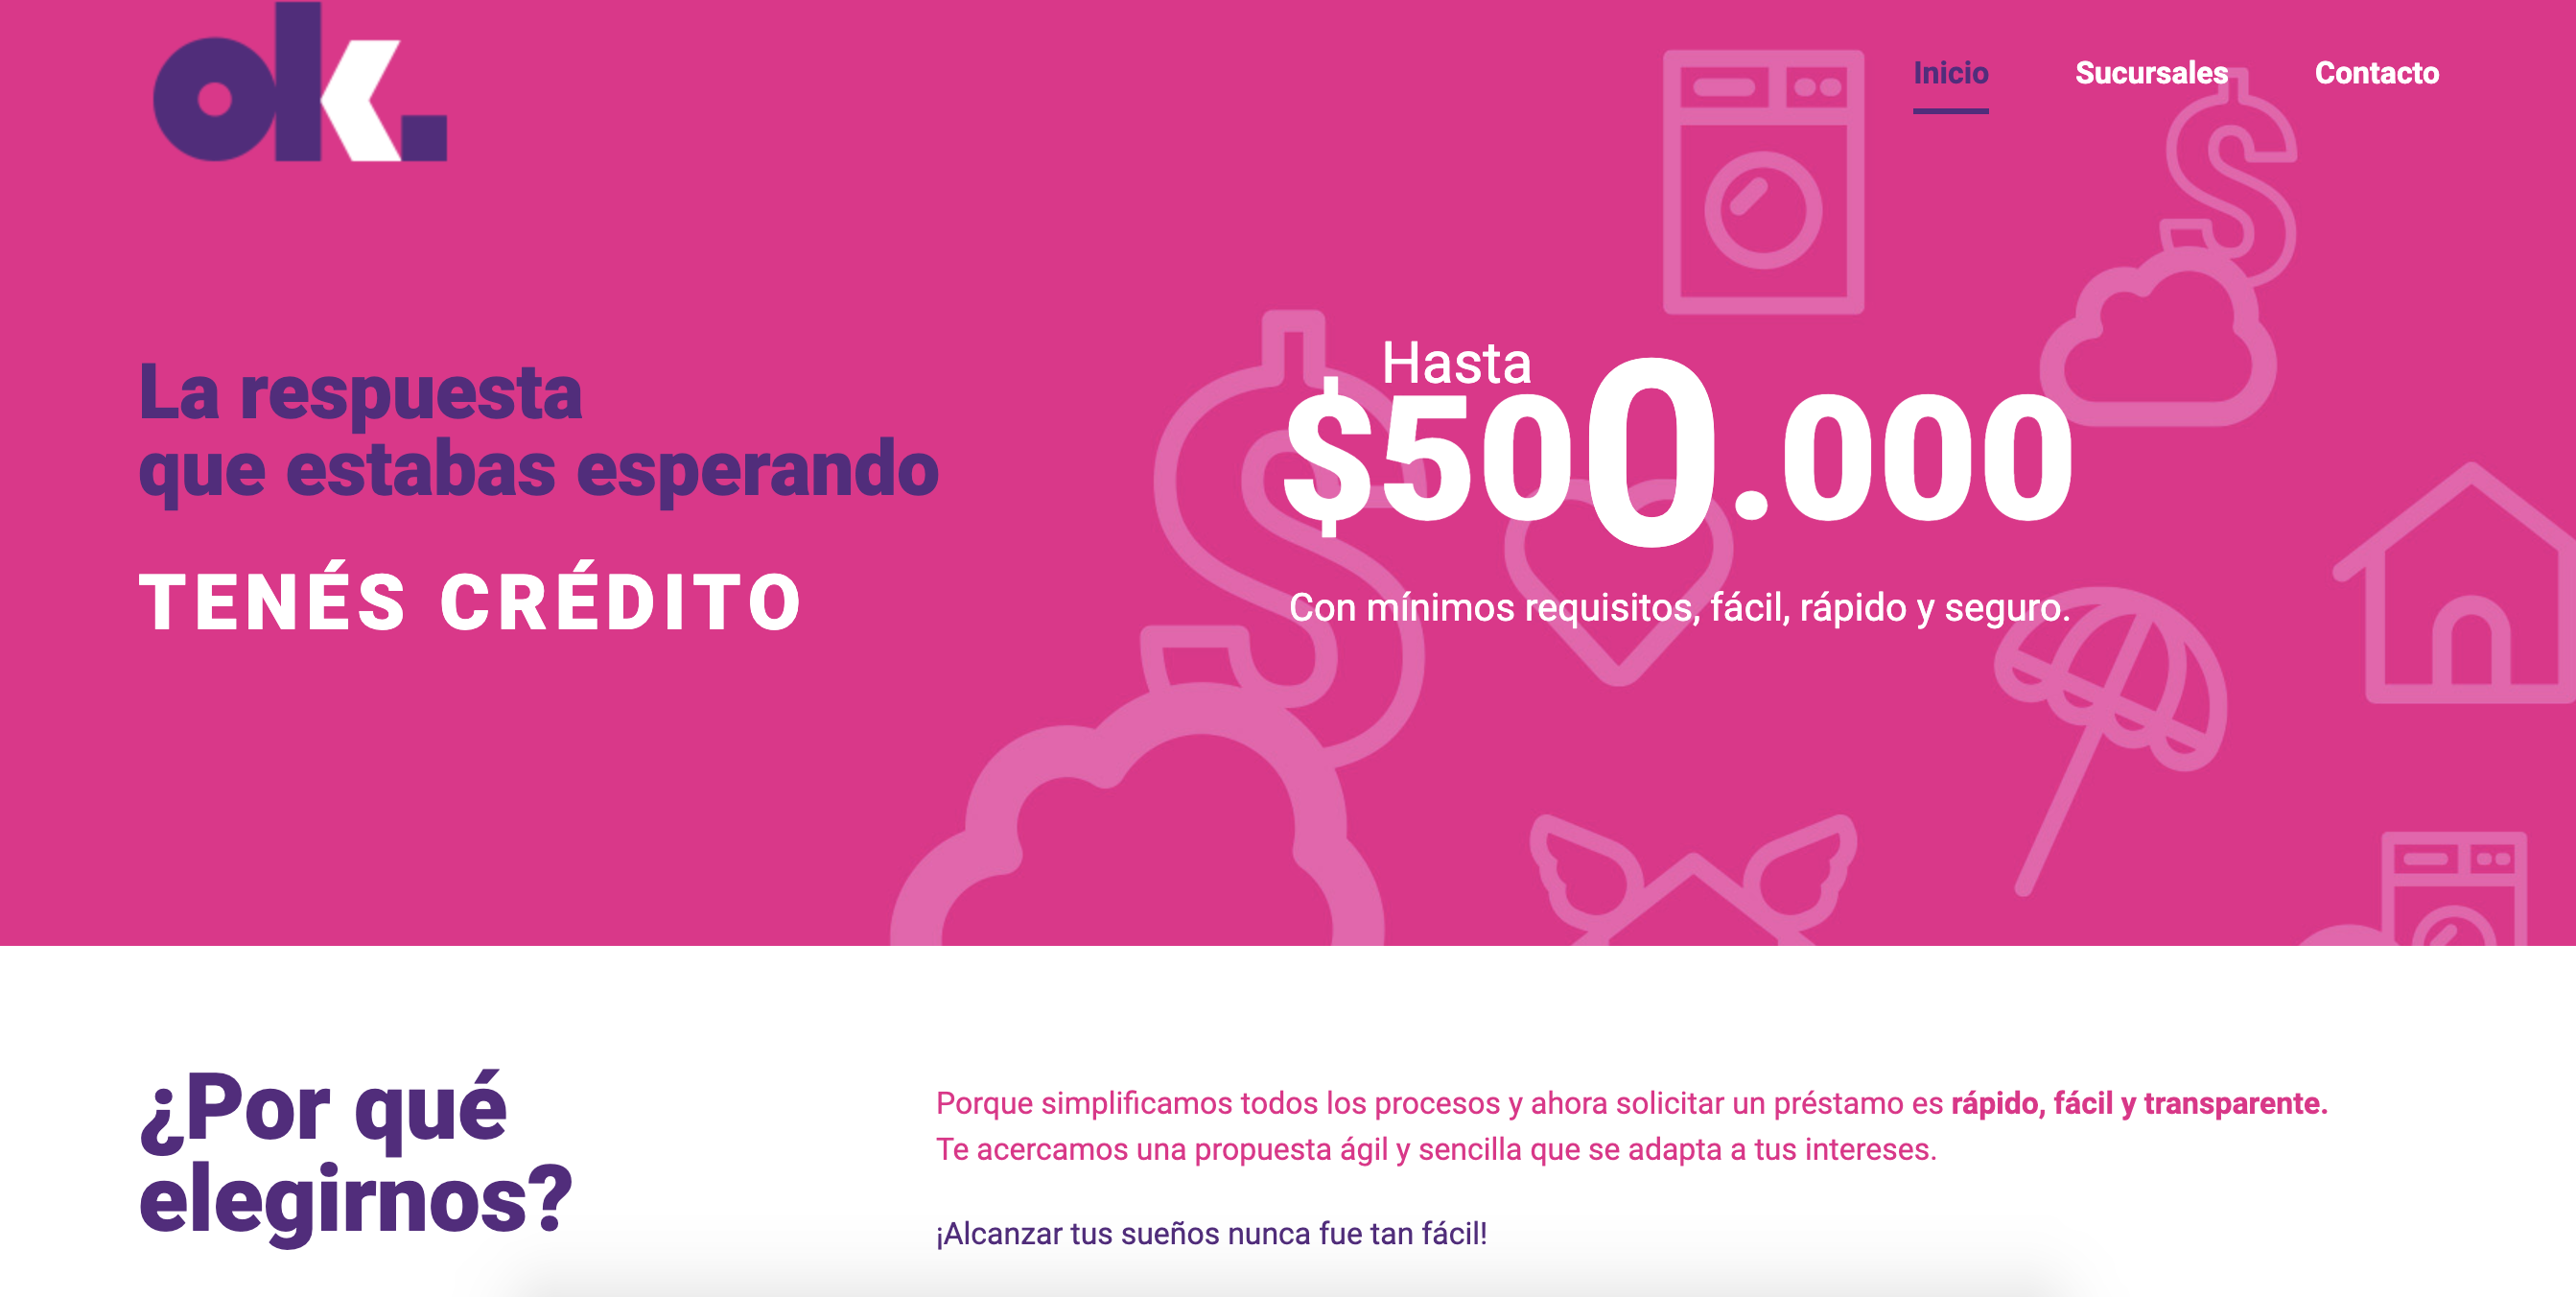 ok.
Inicio
Sucursales
Contacto
La respuesta
que estabas esperando
TENÉS CRÉDITO
Hasta
$500.000
Con mínimos requisitos, fácil, rápido y seguro.
¿Por qué
elegirnos?
Porque simplificamos todos los procesos y ahora solicitar un préstamo es rápido, fácil y transparente.
Te acercamos una propuesta ágil y sencilla que se adapta a tus intereses.
¡Alcanzar tus sueños nunca fue tan fácil!